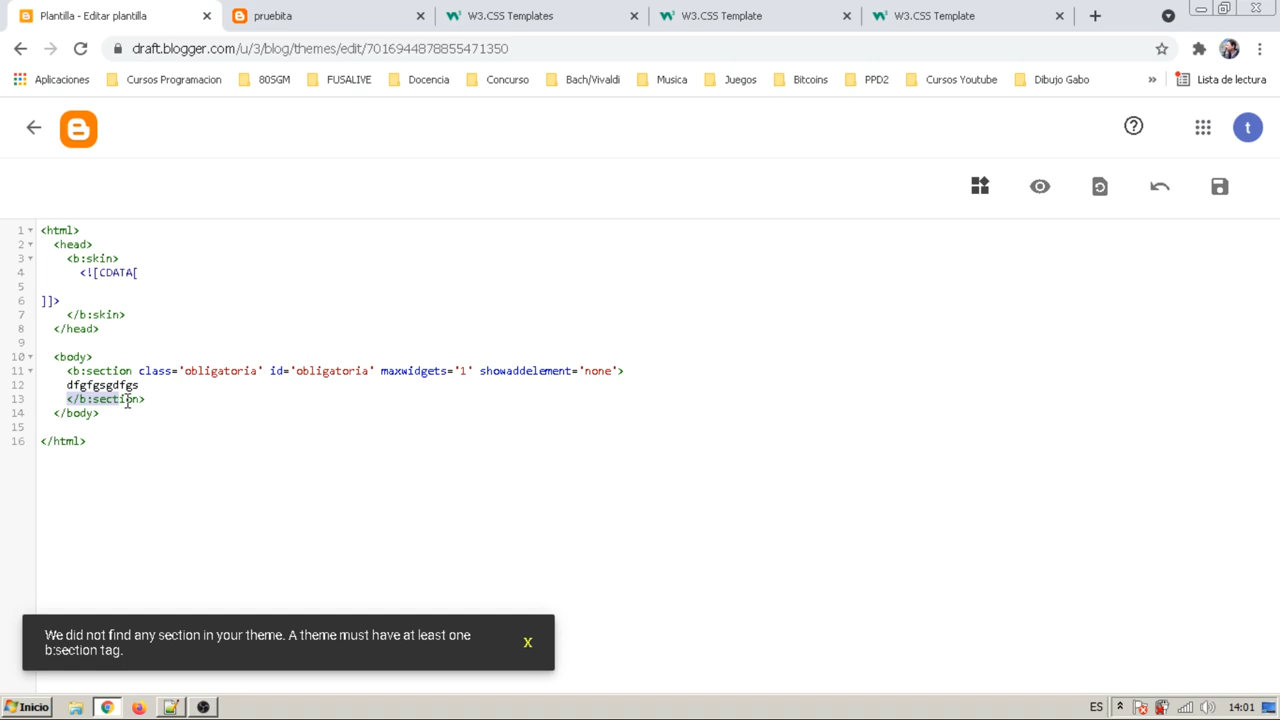 Plantilla - Editar plantilla
pruebita
W3.CSS Templates
W3.CSS Template
W3.CSS Template
draft.blogger.com/u/3/blog/themes/edit/7016944878855471350
Aplicaciones
Cursos Programacion
80SGM
FUSALIVE
Docencia
Concurso
Bach/Vivaldi
Musica
Juegos
Bitcoins
PPD2
Cursos Youtube
Dibujo Gabo
»
Lista de lectura
t
1 <html>
2 <head>
3 <b:skin>
4 <![CDATA[
5
6 ]]>
7 </b:skin>
8 </head>
9
10 <body>
11 <b:section class='obligatoria' id='obligatoria' maxwidgets='1' showaddelement='none'>
12 dfgfgsgdfgs
13 </b:section>
14 </body>
15
16 </html>
We did not find any section in your theme. A theme must have at least one
b:section tag.
X
Inicio
ES
14:01